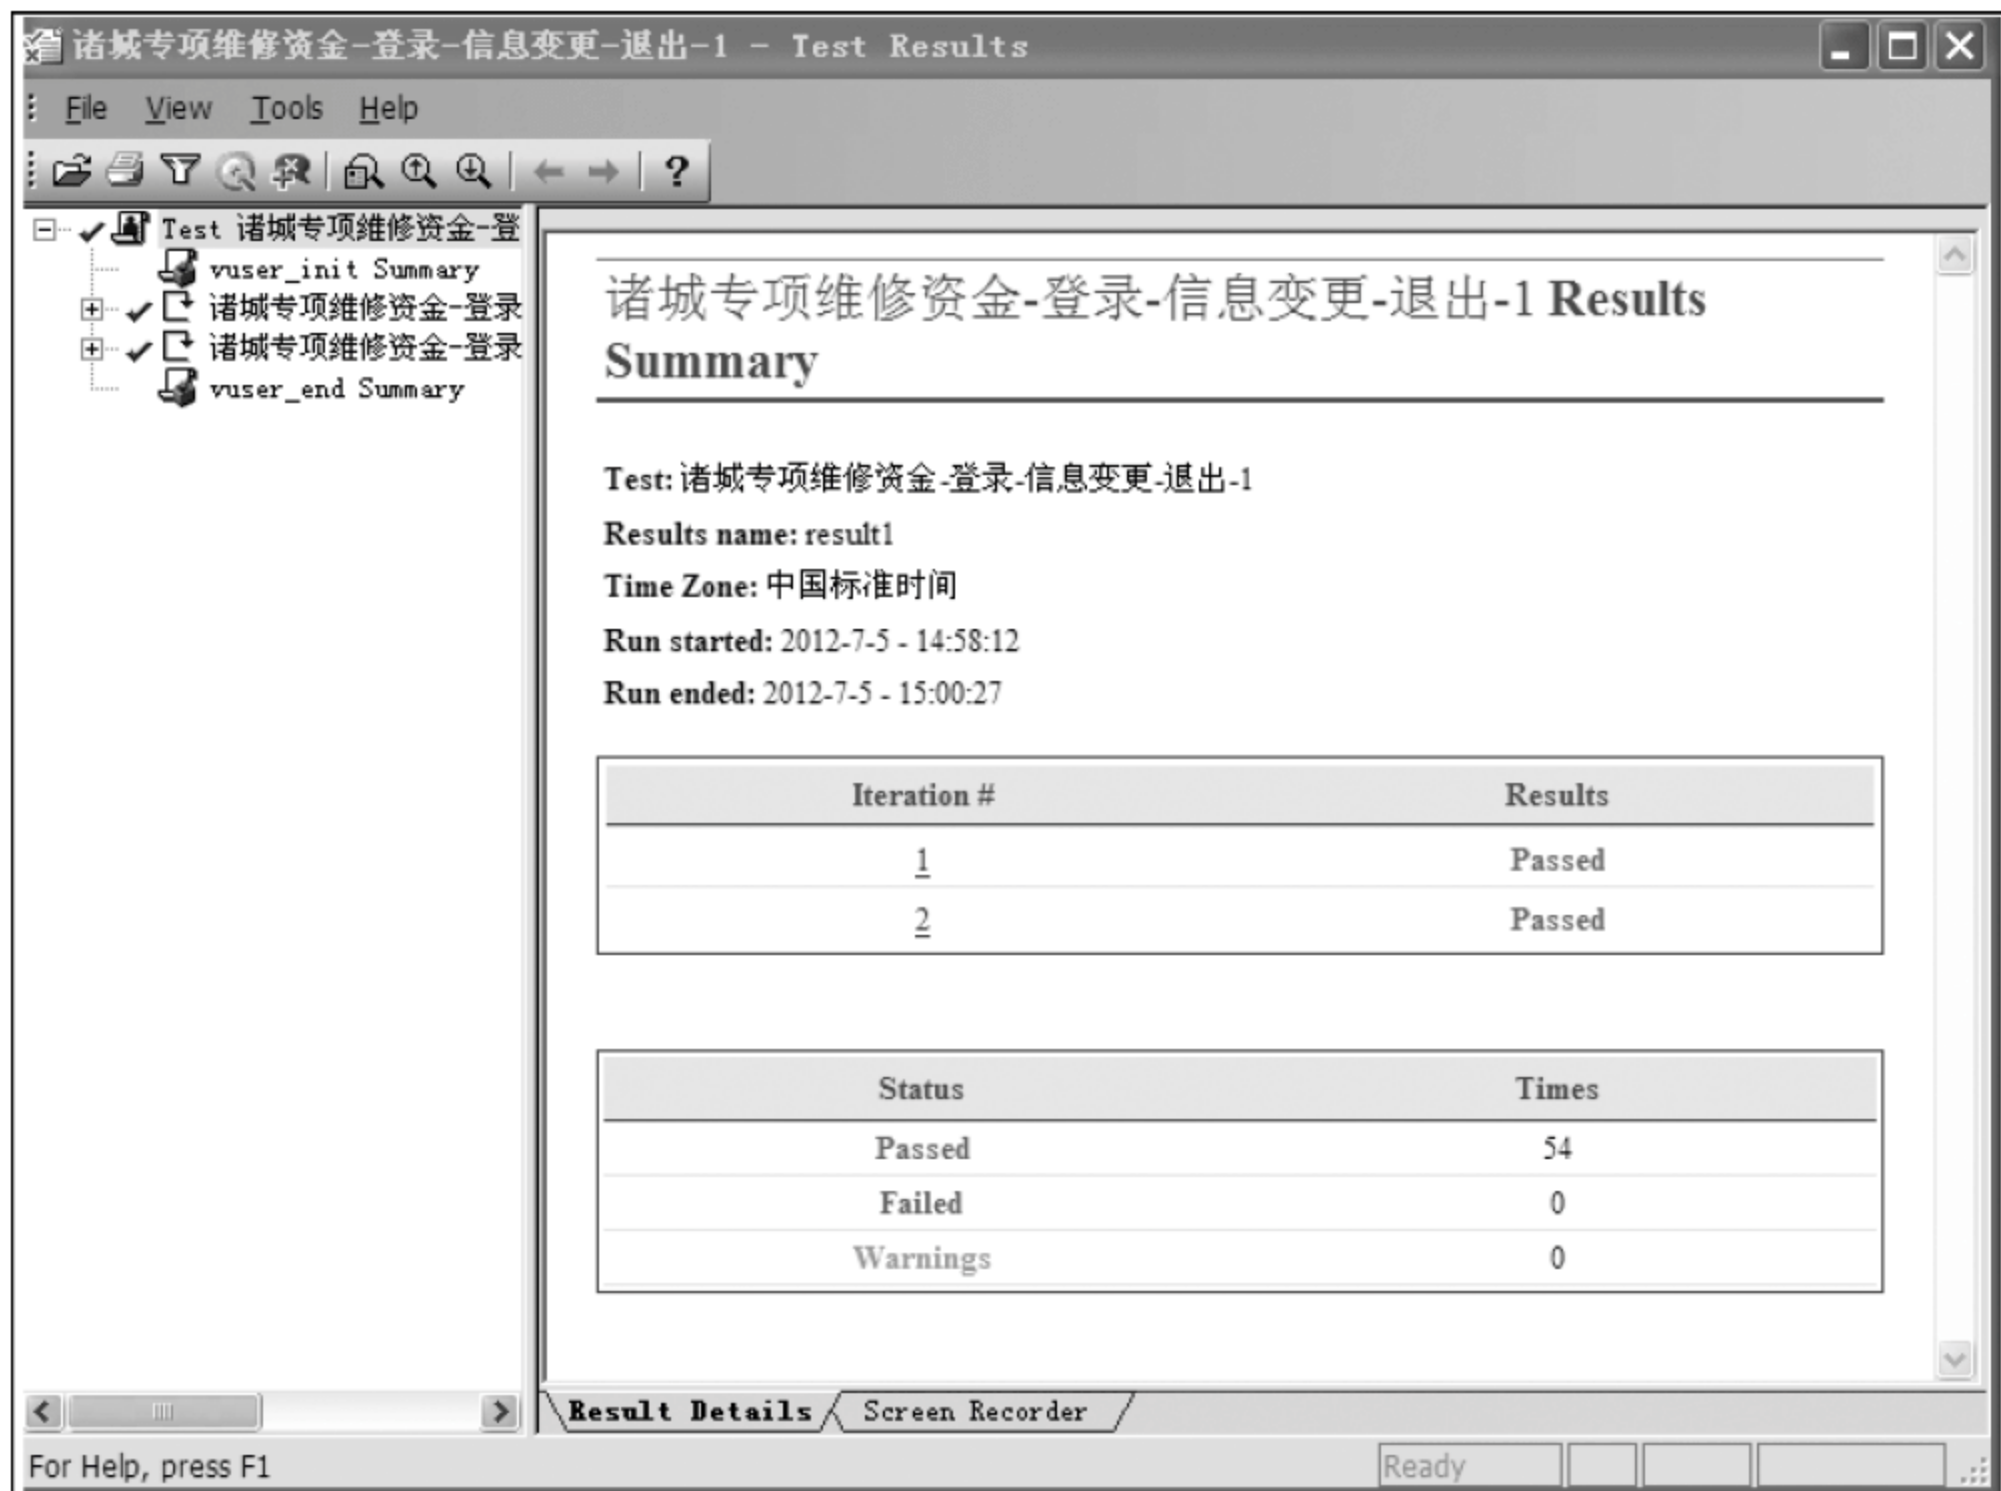 诸城专项维修资金-登录-信息变更-退出-1 - Test Results
File View Tools Help
Test 诸城专项维修资金-登
vuser_init Summary
诸城专项维修资金-登录
诸城专项维修资金-登录
vuser_end Summary
诸城专项维修资金-登录-信息变更-退出-1 Results
Summary
Test: 诸城专项维修资金-登录-信息变更-退出-1
Results name: result1
Time Zone: 中国标准时间
Run started: 2012-7-5 - 14:58:12
Run ended: 2012-7-5 - 15:00:27
Iteration # Results
1 Passed
2 Passed
Status Times
Passed 54
Failed 0
Warnings 0
Result Details Screen Recorder
For Help, press F1 Ready